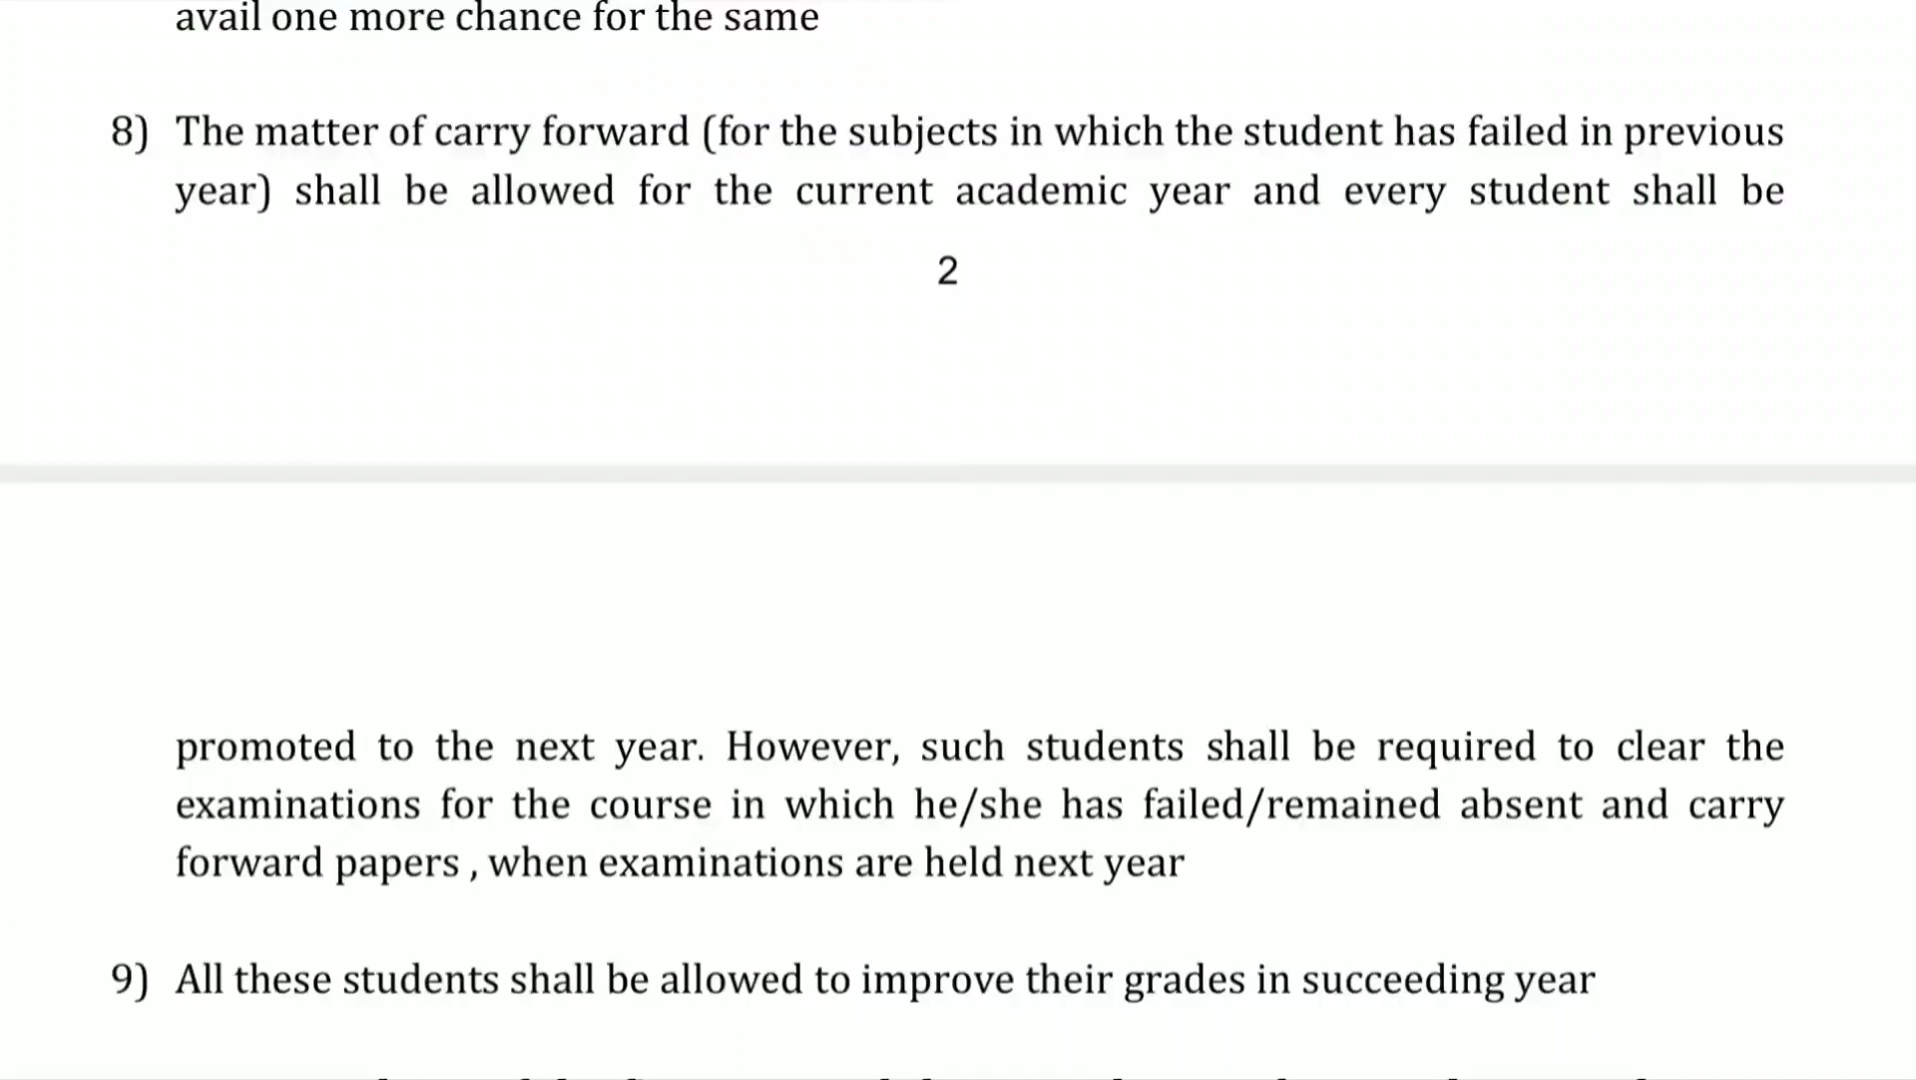 avail one more chance for the same
8) The matter of carry forward (for the subjects in which the student has failed in previous
year) shall be allowed for the current academic year and every student shall be
2
promoted to the next year. However, such students shall be required to clear the
examinations for the course in which he/she has failed/remained absent and carry
forward papers , when examinations are held next year
9) All these students shall be allowed to improve their grades in succeeding year